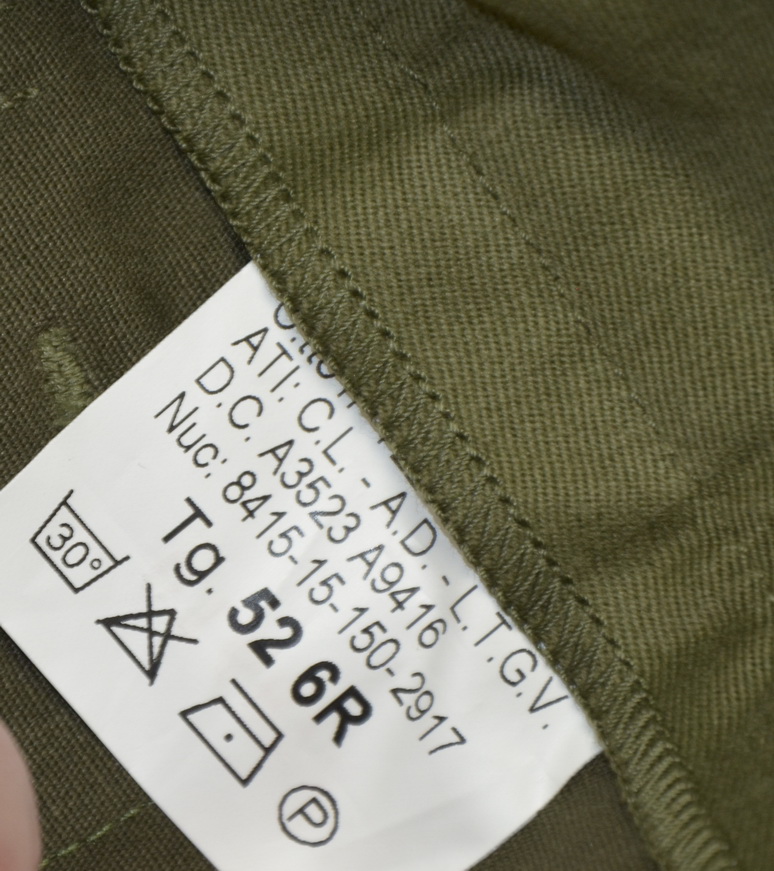 ATI: C.L. - A.D. - L.T.G.V.
D.C. A3523 A9416
Nuc: 8415-15-150-2917
Tg. 52 6R
30°
P